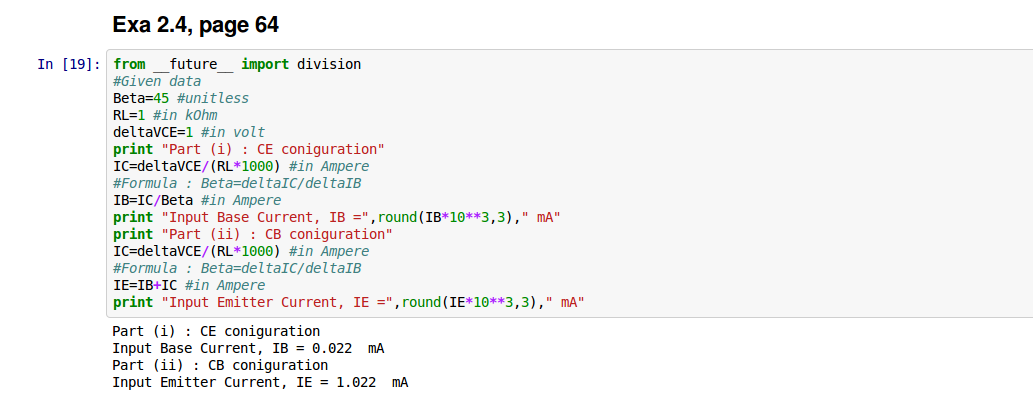 Exa 2.4, page 64
In [19]: from __future__ import division
#Given data
Beta=45 #unitless
RL=1 #in kOhm
deltaVCE=1 #in volt
print "Part (i) : CE coniguration"
IC=deltaVCE/(RL*1000) #in Ampere
#Formula : Beta=deltaIC/deltaIB
IB=IC/Beta #in Ampere
print "Input Base Current, IB =",round(IB*10**3,3)," mA"
print "Part (ii) : CB coniguration"
IC=deltaVCE/(RL*1000) #in Ampere
#Formula : Beta=deltaIC/deltaIB
IE=IB+IC #in Ampere
print "Input Emitter Current, IE =",round(IE*10**3,3)," mA"
Part (i) : CE coniguration
Input Base Current, IB = 0.022  mA
Part (ii) : CB coniguration
Input Emitter Current, IE = 1.022  mA